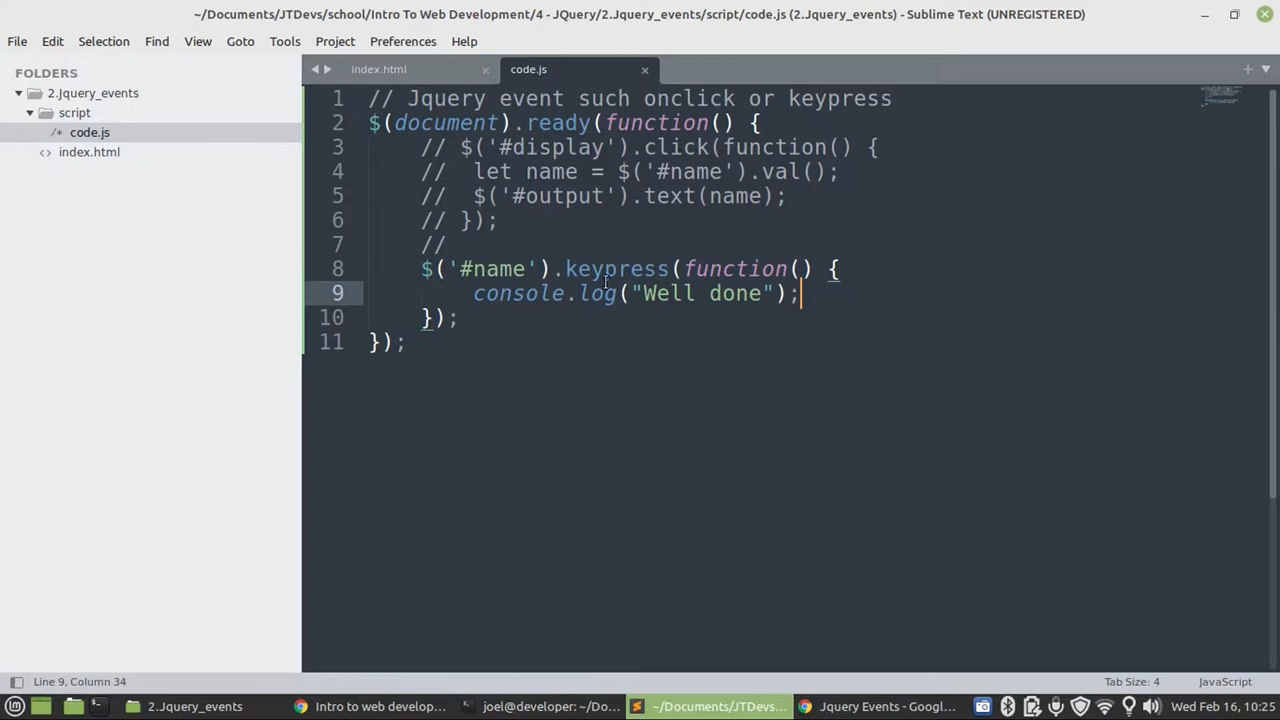 ~/Documents/JTDevs/school/Intro To Web Development/4 - JQuery/2.Jquery_events/script/code.js (2.Jquery_events) - Sublime Text (UNREGISTERED)
File Edit Selection Find View Goto Tools Project Preferences Help
FOLDERS
2.Jquery_events
script
/* code.js
<> index.html
index.html code.js
1 // Jquery event such onclick or keypress
2 $(document).ready(function() {
3 // $('#display').click(function() {
4 //  let name = $('#name').val();
5 //  $('#output').text(name);
6 // });
7 //
8 $('#name').keypress(function() {
9 console.log("Well done");
10 });
11 });
Line 9, Column 34 Tab Size: 4 JavaScript
2.Jquery_events Intro to web develop... joel@developer: ~/Do... ~/Documents/JTDevs/... Jquery Events - Googl... Wed Feb 16, 10:25